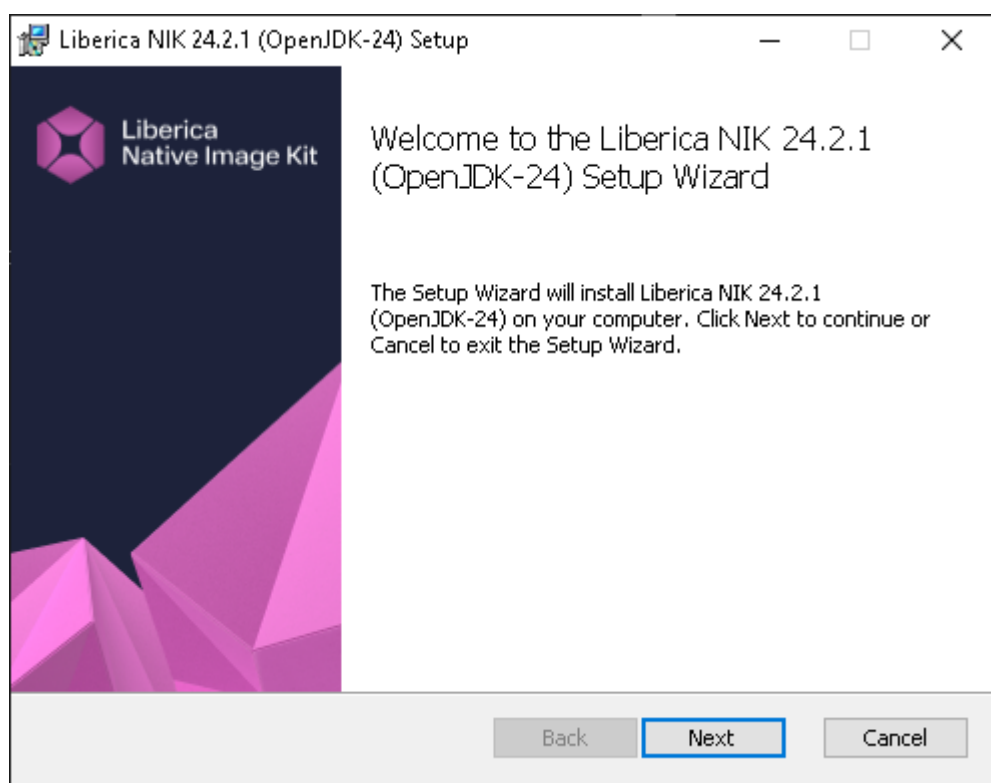 Liberica NIK 24.2.1 (OpenJDK-24) Setup
Liberica
Native Image Kit
Welcome to the Liberica NIK 24.2.1
(OpenJDK-24) Setup Wizard
The Setup Wizard will install Liberica NIK 24.2.1
(OpenJDK-24) on your computer. Click Next to continue or
Cancel to exit the Setup Wizard.
Back
Next
Cancel